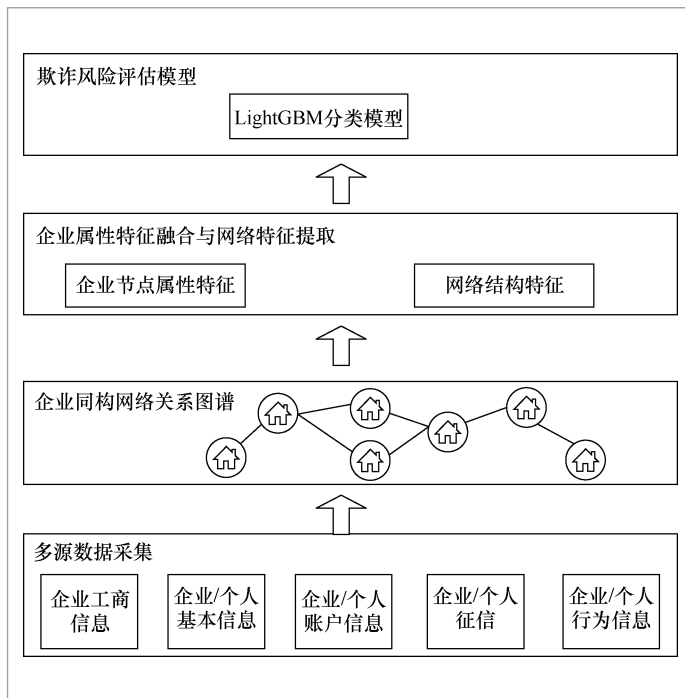 欺诈风险评估模型
LightGBM分类模型
企业属性特征融合与网络特征提取
企业节点属性特征
网络结构特征
企业同构网络关系图谱
多源数据采集
企业工商
信息
企业/个人
基本信息
企业/个人
账户信息
企业/个人
征信
企业/个人
行为信息